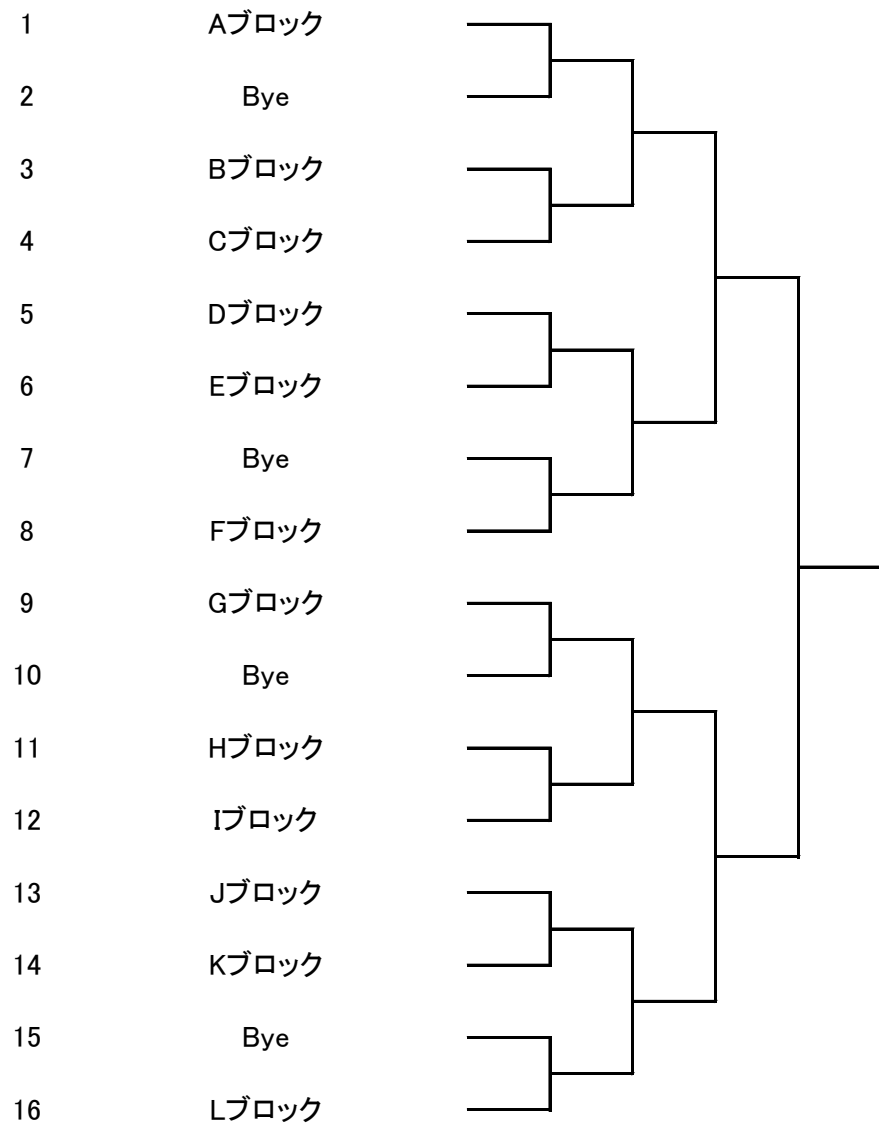 1 Aブロック
2 Bye
3 Bブロック
4 Cブロック
5 Dブロック
6 Eブロック
7 Bye
8 Fブロック
9 Gブロック
10 Bye
11 Hブロック
12 Iブロック
13 Jブロック
14 Kブロック
15 Bye
16 Lブロック